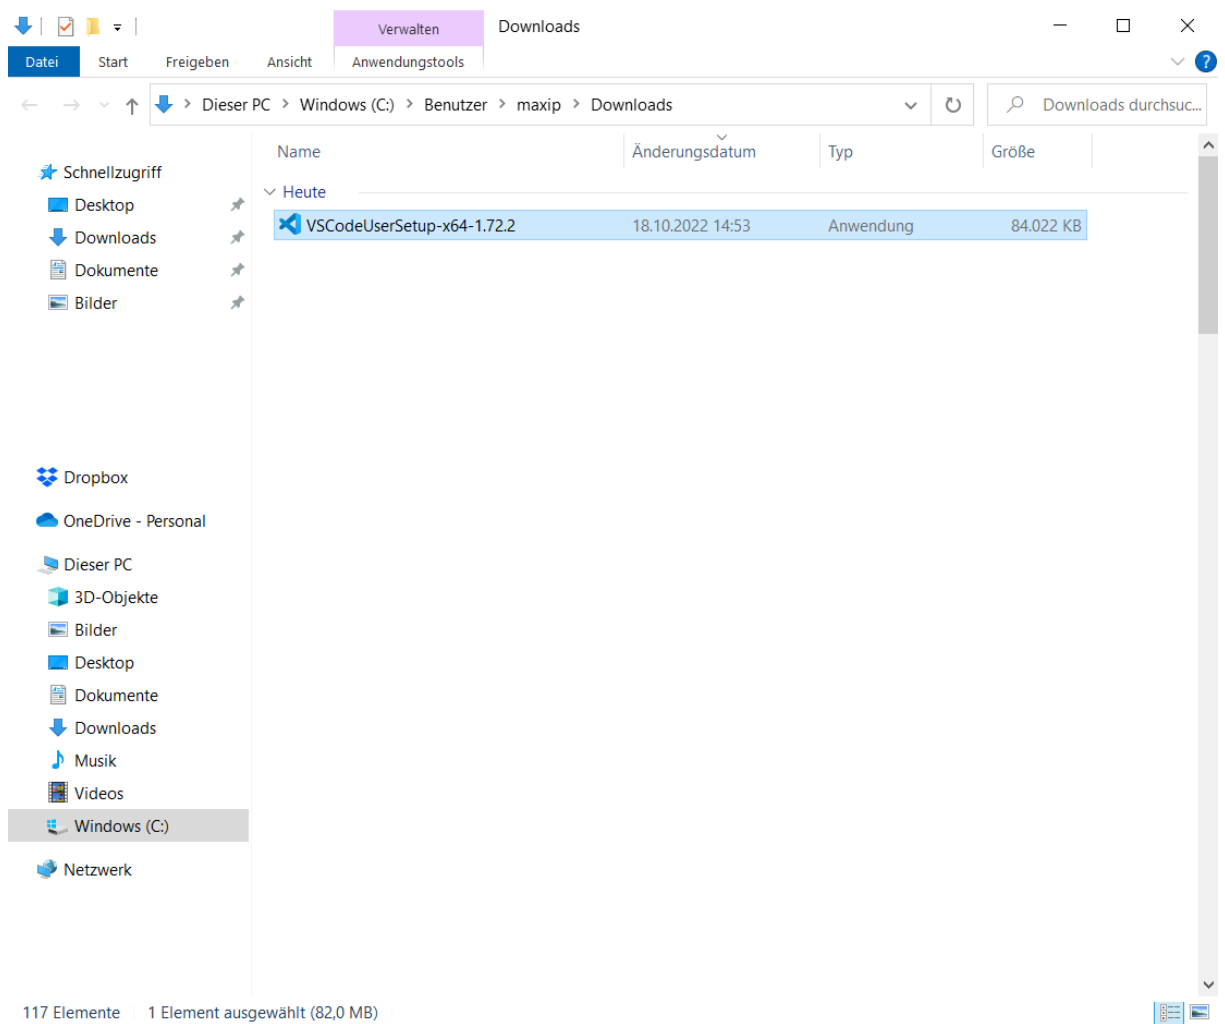 Verwalten
Downloads
Datei
Start
Freigeben
Ansicht
Anwendungstools
?
Dieser PC > Windows (C:) > Benutzer > maxip > Downloads
Downloads durchsuc...
Name
Änderungsdatum
Typ
Größe
Heute
VSCodeUserSetup-x64-1.72.2
18.10.2022 14:53
Anwendung
84.022 KB
Schnellzugriff
Desktop
Downloads
Dokumente
Bilder
Dropbox
OneDrive - Personal
Dieser PC
3D-Objekte
Bilder
Desktop
Dokumente
Downloads
Musik
Videos
Windows (C:)
Netzwerk
117 Elemente
1 Element ausgewählt (82,0 MB)